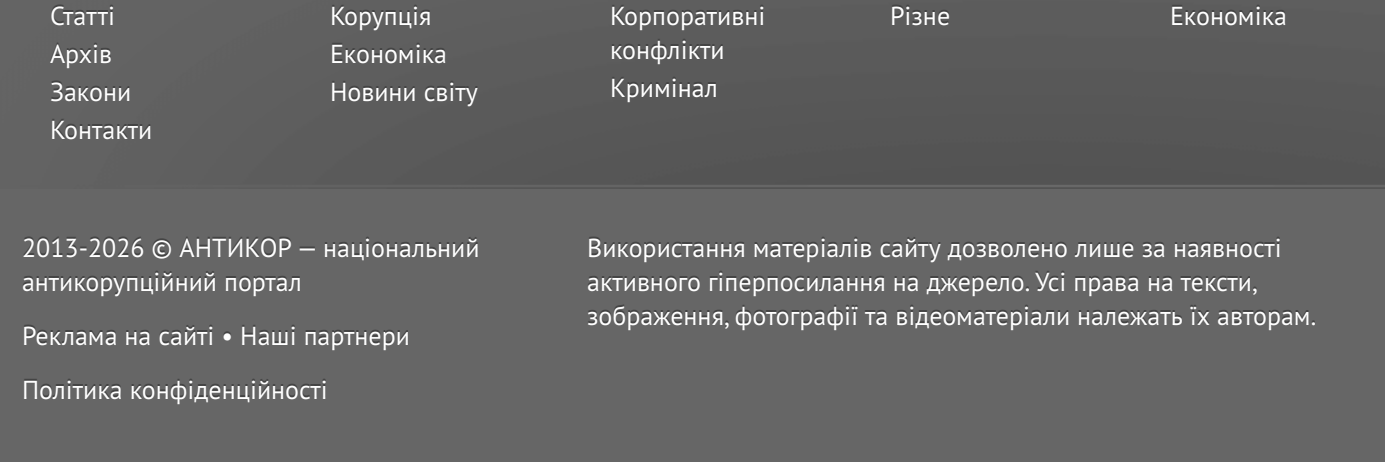 Статті
Архів
Закони
Контакти
Корупція
Економіка
Новини світу
Корпоративні
конфлікти
Кримінал
Різне
Економіка
2013-2026 © АНТИКОР — національний
антикорупційний портал
Реклама на сайті • Наші партнери
Політика конфіденційності
Використання матеріалів сайту дозволено лише за наявності
активного гіперпосилання на джерело. Усі права на тексти,
зображення, фотографії та відеоматеріали належать їх авторам.